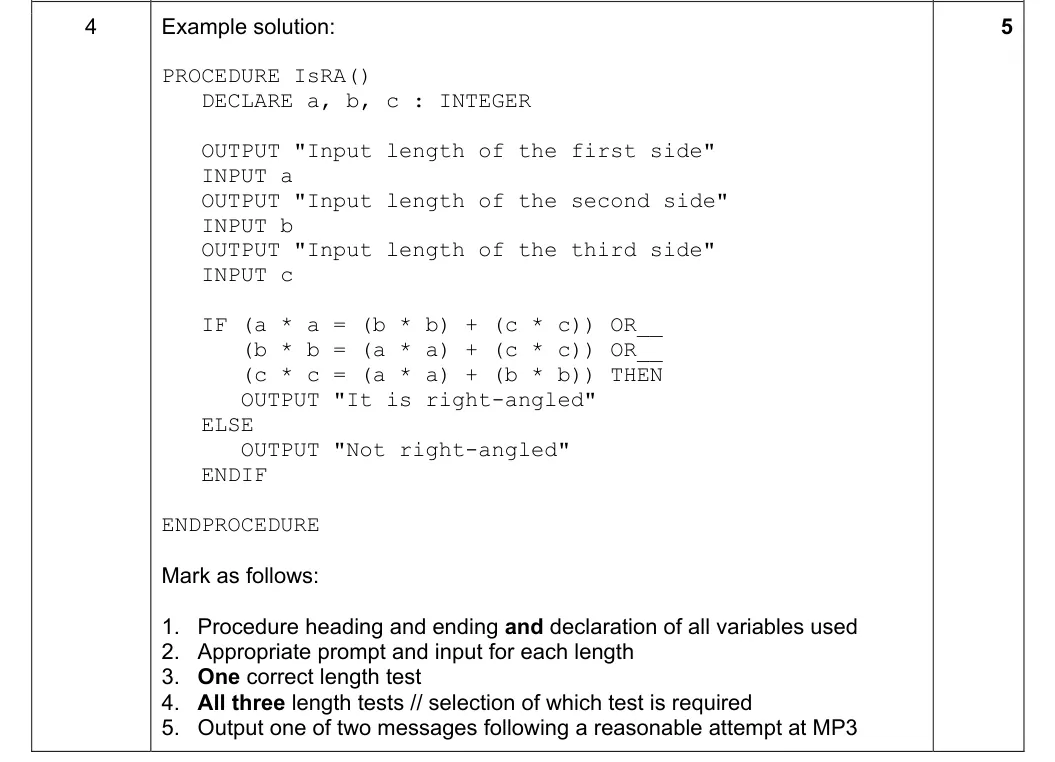 4 Example solution: 5
PROCEDURE IsRA()
DECLARE a, b, c : INTEGER
OUTPUT "Input length of the first side"
INPUT a
OUTPUT "Input length of the second side"
INPUT b
OUTPUT "Input length of the third side"
INPUT c
IF (a * a = (b * b) + (c * c)) OR__
(b * b = (a * a) + (c * c)) OR__
(c * c = (a * a) + (b * b)) THEN
OUTPUT "It is right-angled"
ELSE
OUTPUT "Not right-angled"
ENDIF
ENDPROCEDURE
Mark as follows:
1. Procedure heading and ending and declaration of all variables used
2. Appropriate prompt and input for each length
3. One correct length test
4. All three length tests // selection of which test is required
5. Output one of two messages following a reasonable attempt at MP3